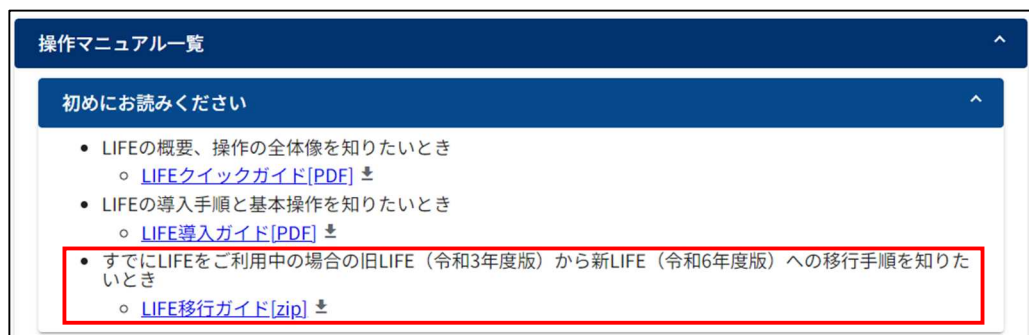 操作マニュアル一覧
初めにお読みください
LIFEの概要、操作の全体像を知りたいとき
LIFEクイックガイド[PDF]
LIFEの導入手順と基本操作を知りたいとき
LIFE導入ガイド[PDF]
すでにLIFEをご利用中の場合の旧LIFE（令和3年度版）から新LIFE（令和6年度版）への移行手順を知りた
いとき
LIFE移行ガイド[zip]